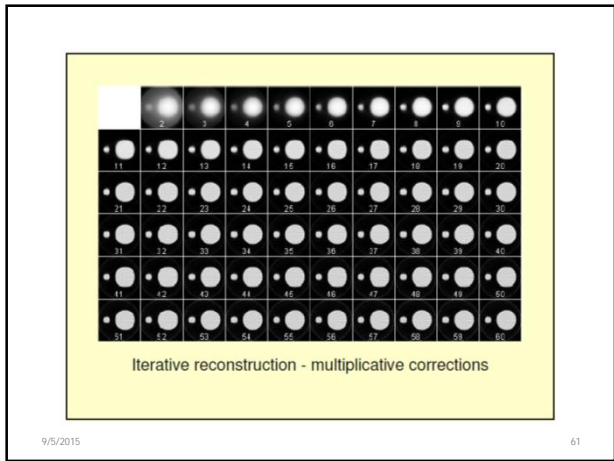 2 3 4 5 6 7 8 9 10
11 12 13 14 15 16 17 18 19 20
21 22 23 24 25 26 27 28 29 30
31 32 33 34 35 36 37 38 39 40
41 42 43 44 45 46 47 48 49 50
51 52 53 54 55 56 57 58 59 60
Iterative reconstruction - multiplicative corrections
9/5/2015 61